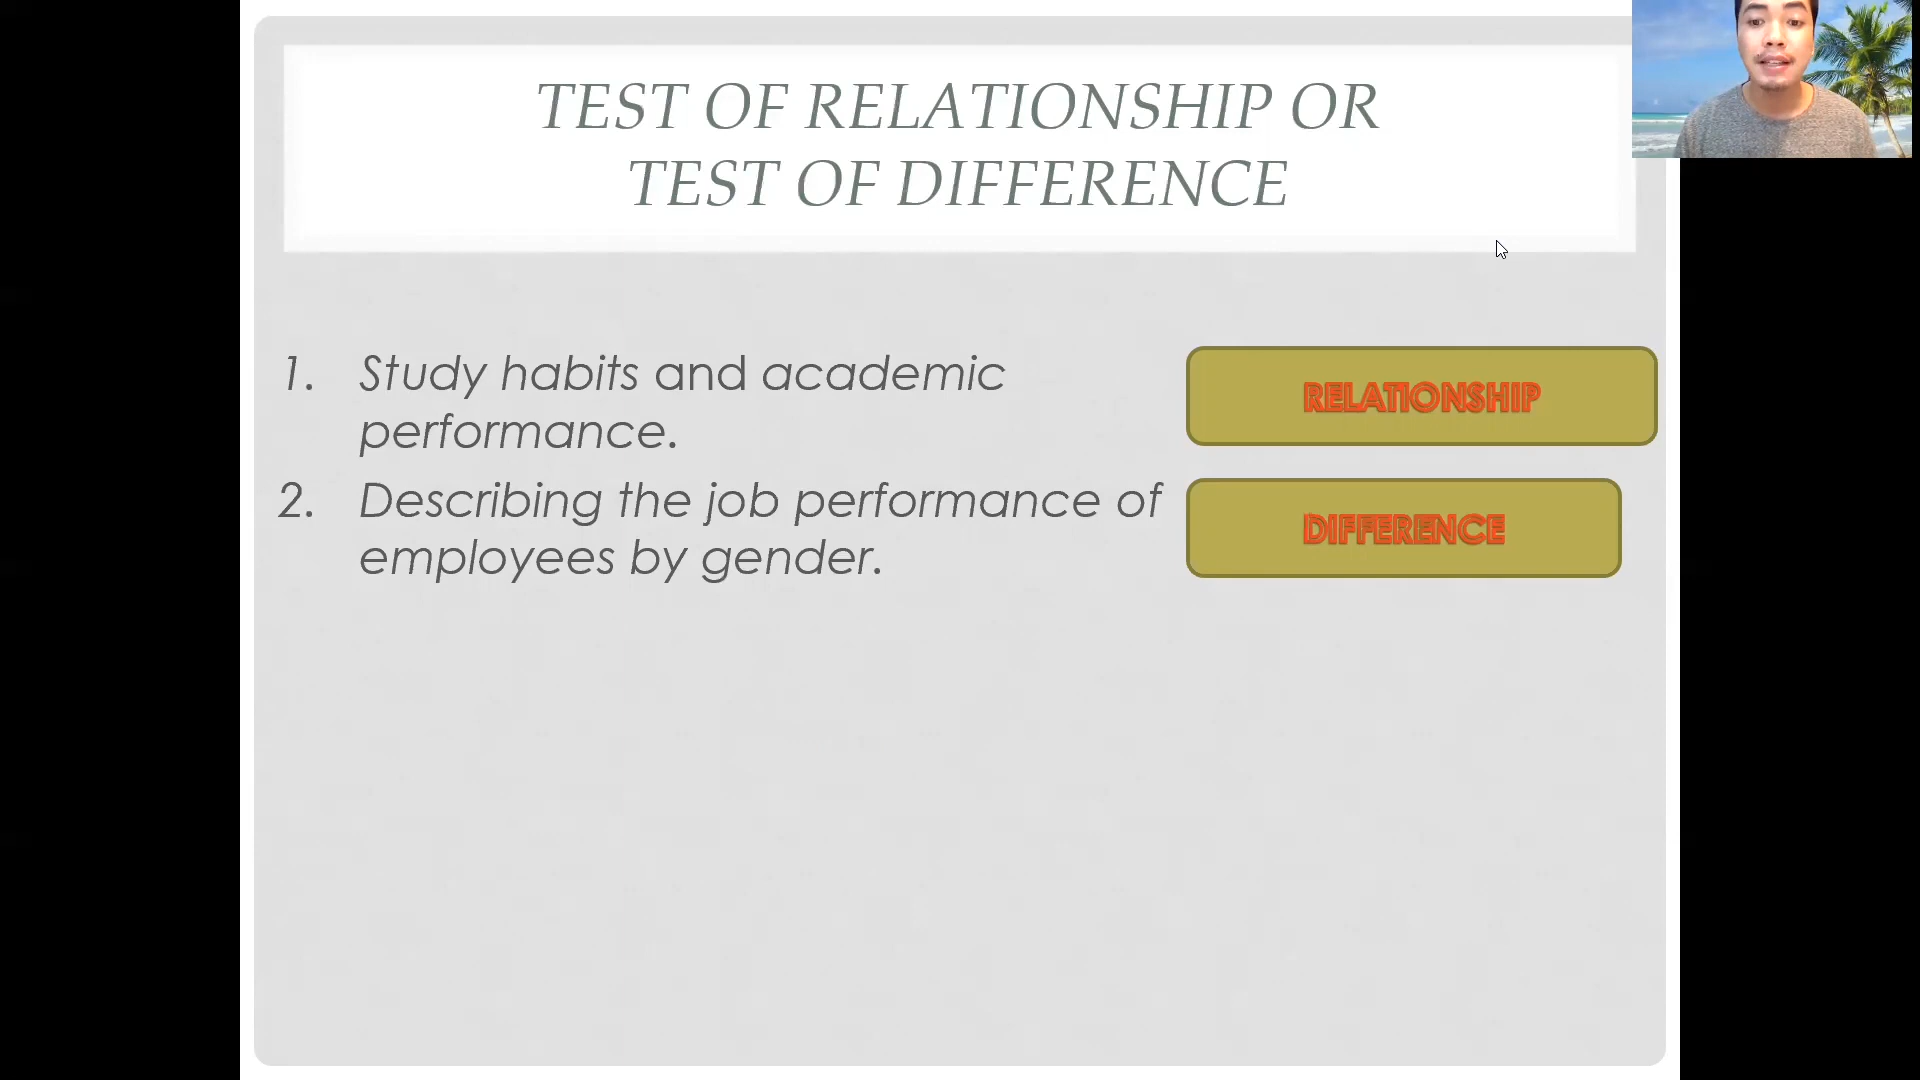 TEST OF RELATIONSHIP OR
TEST OF DIFFERENCE
1. Study habits and academic
performance.
RELATIONSHIP
2. Describing the job performance of
employees by gender.
DIFFERENCE